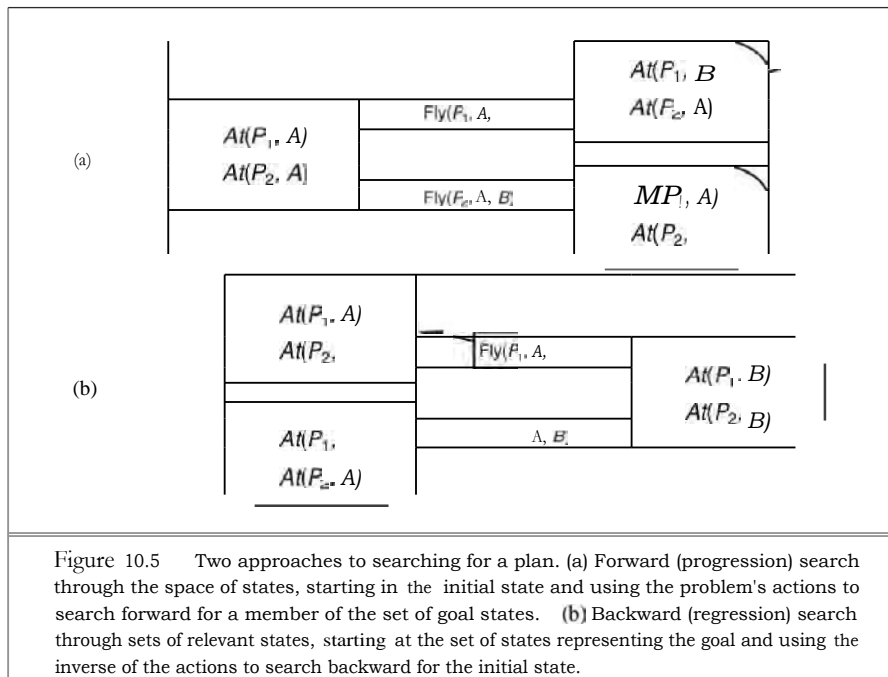 At(P₁, B
At(P₂, A)
Fly(P₁, A,
At(P₁, A)
At(P₂, A]
(a)
Fly(P₂, A, B]
MP!, A)
At(P₂,
At(P₁, A)
At(P₂,
Fly(P₁, A,
(b)
At(P₁. B)
At(P₂, B)
A, B]
At(P₁,
At(P₂, A)
Figure 10.5 Two approaches to searching for a plan. (a) Forward (progression) search
through the space of states, starting in the initial state and using the problem's actions to
search forward for a member of the set of goal states. (b) Backward (regression) search
through sets of relevant states, starting at the set of states representing the goal and using the
inverse of the actions to search backward for the initial state.